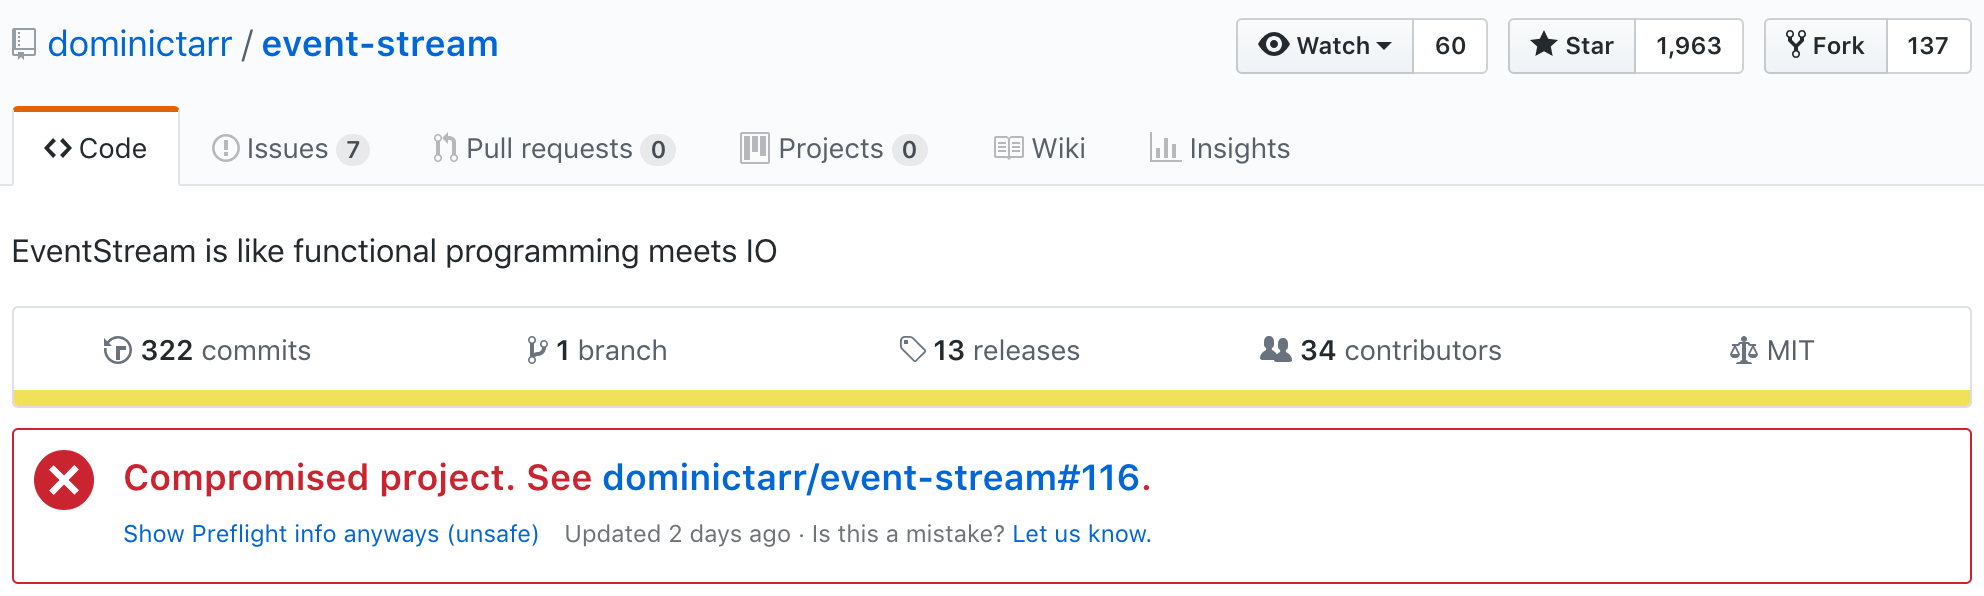 dominictarr / event-stream
Watch 60 Star 1,963 Fork 137
Code Issues 7 Pull requests 0 Projects 0 Wiki Insights
EventStream is like functional programming meets IO
322 commits 1 branch 13 releases 34 contributors MIT
Compromised project. See dominictarr/event-stream#116.
Show Preflight info anyways (unsafe) Updated 2 days ago · Is this a mistake? Let us know.